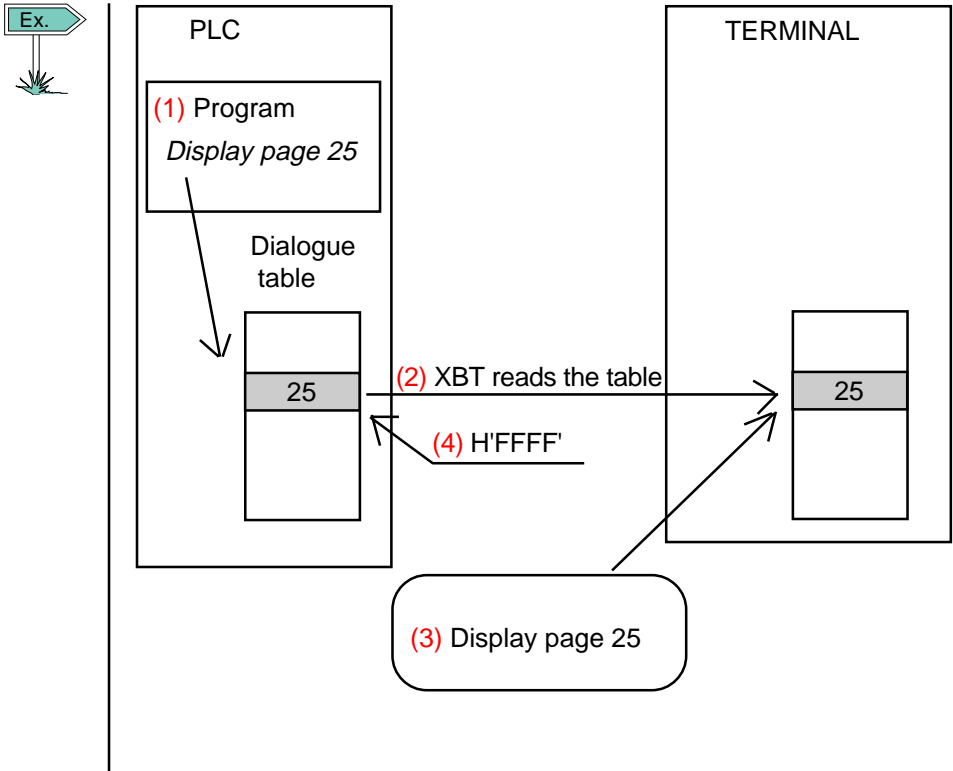 Ex.
PLC
TERMINAL
(1) Program
Display page 25
Dialogue
table
(2) XBT reads the table
25
25
(4) H'FFFF'
(3) Display page 25